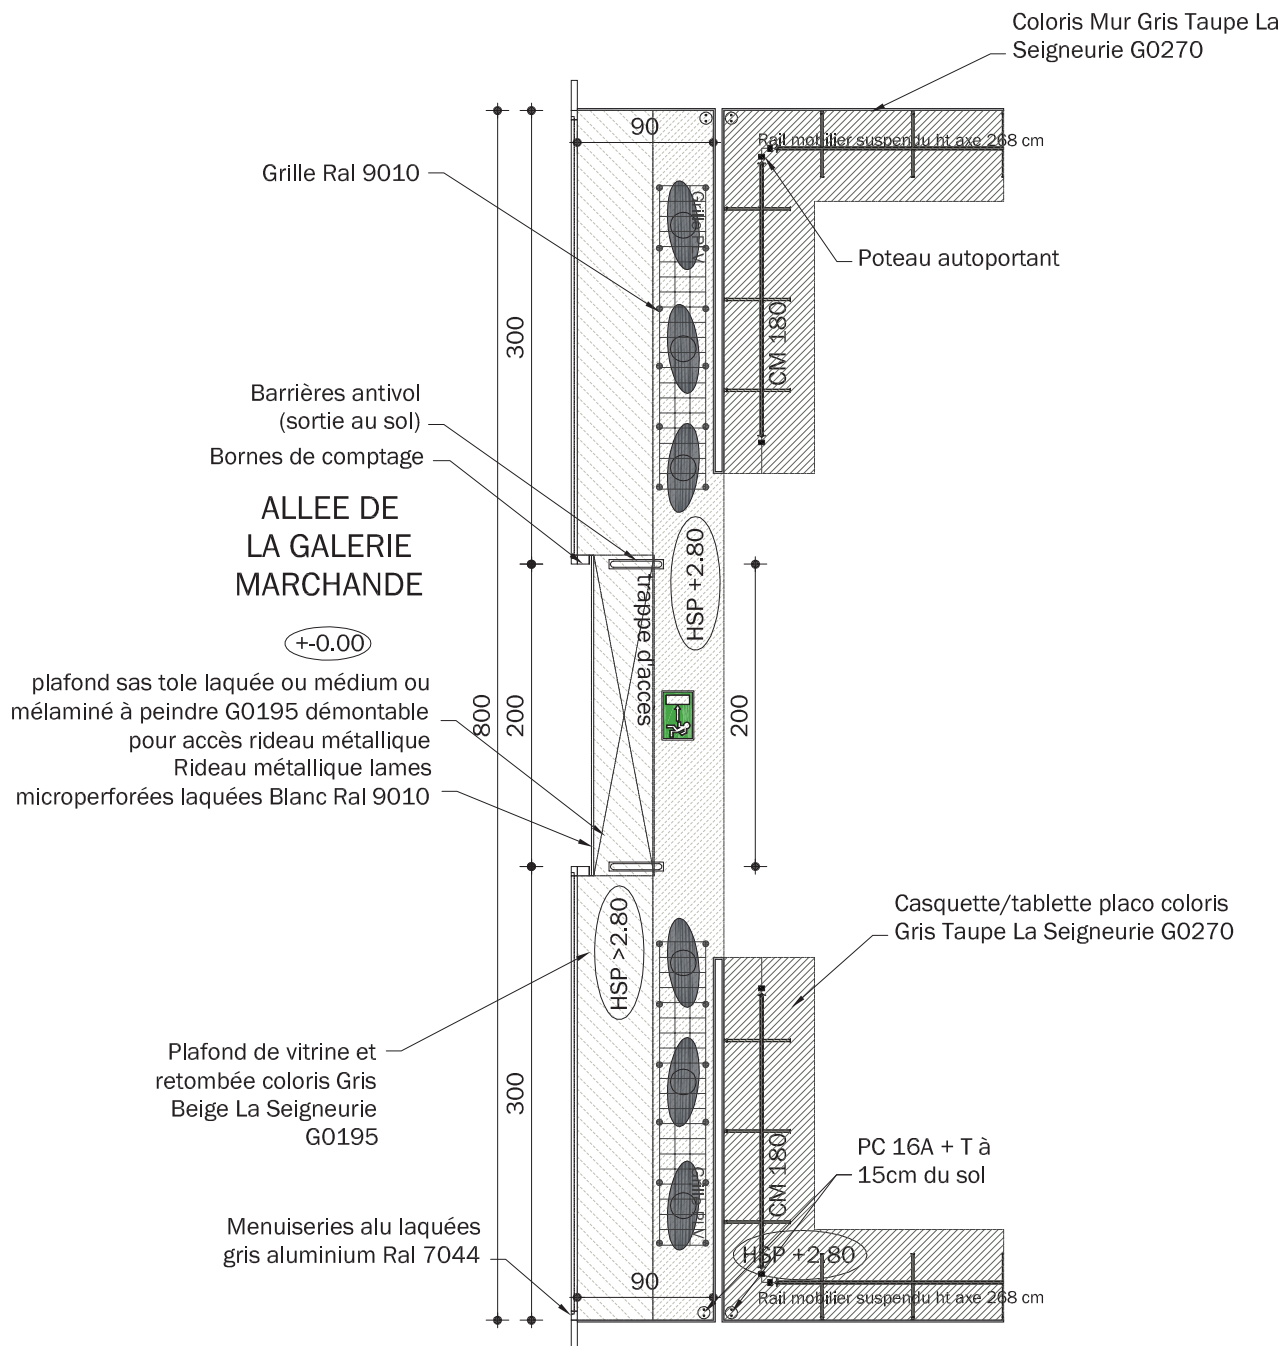 Coloris Mur Gris Taupe La
Seigneurie G0270
90
Rail mobilier suspendu ht axe 268 cm
Grille Ral 9010
Poteau autoportant
300
CM 180
Barrières antivol
(sortie au sol)
Bornes de comptage
ALLEE DE
LA GALERIE
MARCHANDE
HSP +2.80
trappe d'accès
+-0.00
plafond sas tole laquée ou médium ou
mélaminé à peindre G0195 démontable
pour accès rideau métallique
Rideau métallique lames
microperforées laquées Blanc Ral 9010
800
200
200
Casquette/tablette placo coloris
Gris Taupe La Seigneurie G0270
HSP >2.80
Plafond de vitrine et
retombée coloris Gris
Beige La Seigneurie
G0195
300
CM 180
PC 16A + T à
15cm du sol
Menuiseries alu laquées
gris aluminium Ral 7044
HSP +2.80
90
Rail mobilier suspendu ht axe 268 cm